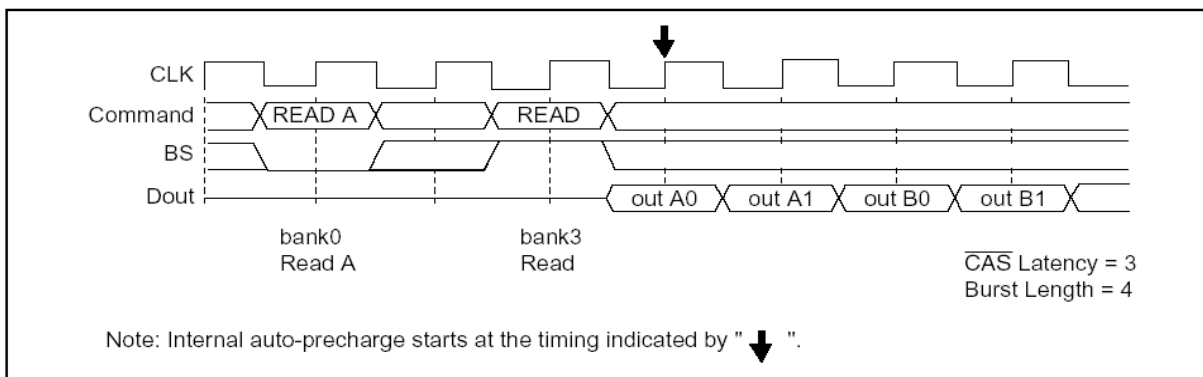 CLK
Command READ A READ
BS
Dout out A0 out A1 out B0 out B1
bank0 bank3
Read A Read
CAS Latency = 3
Burst Length = 4
Note: Internal auto-precharge starts at the timing indicated by " ".